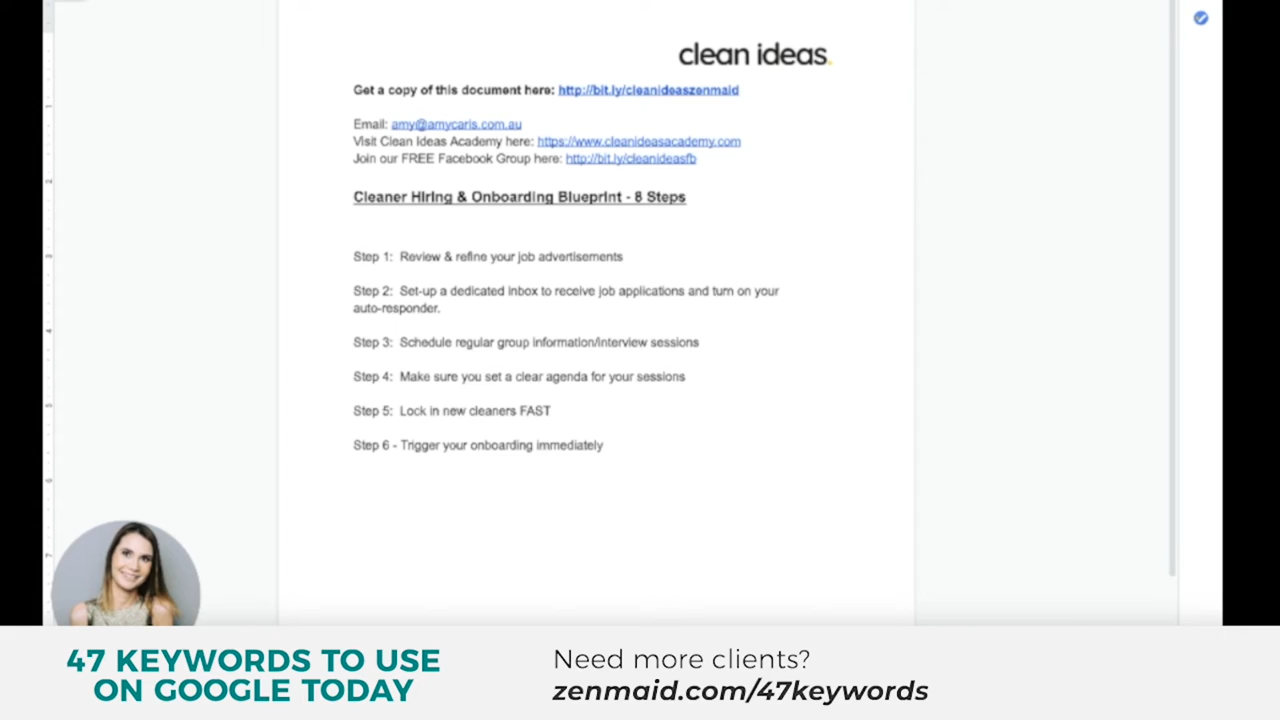 clean ideas.
Get a copy of this document here: http://bit.ly/cleanideaszenmaid
Email: amy@amycaris.com.au
Visit Clean Ideas Academy here: https://www.cleanideasacademy.com
Join our FREE Facebook Group here: http://bit.ly/cleanideasfb
Cleaner Hiring & Onboarding Blueprint - 8 Steps
Step 1: Review & refine your job advertisements
Step 2: Set-up a dedicated inbox to receive job applications and turn on your
auto-responder.
Step 3: Schedule regular group information/interview sessions
Step 4: Make sure you set a clear agenda for your sessions
Step 5: Lock in new cleaners FAST
Step 6 - Trigger your onboarding immediately
47 KEYWORDS TO USE
ON GOOGLE TODAY
Need more clients?
zenmaid.com/47keywords